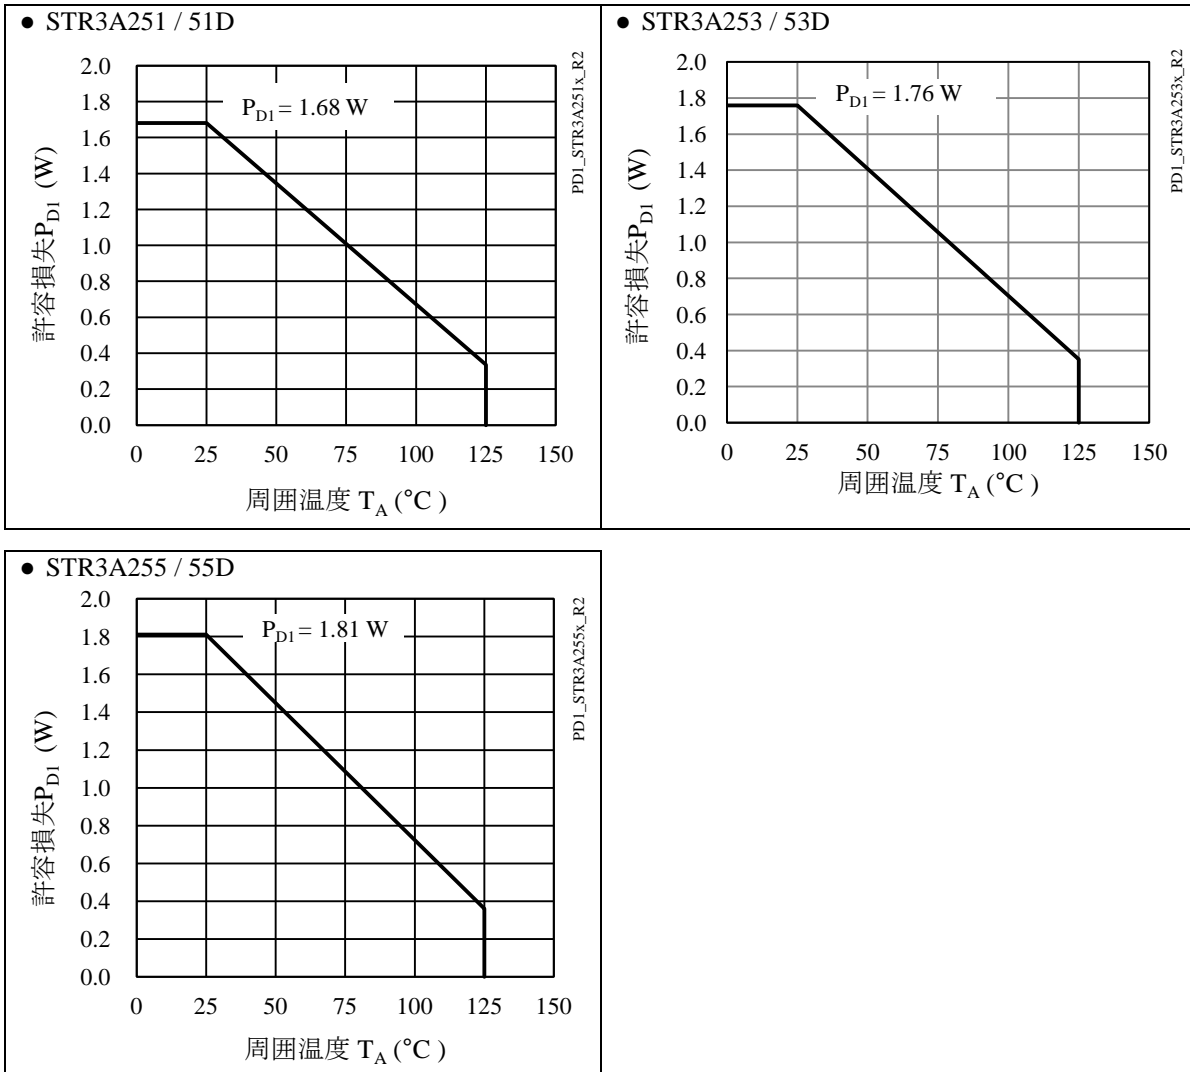 ● STR3A251 / 51D
2.0
1.8
1.6
1.4
1.2
1.0
0.8
0.6
0.4
0.2
0.0
0 25 50 75 100 125 150
P_D1 = 1.68 W
許容損失P_D1 (W)
周囲温度 T_A (°C )
PD1_STR3A251x_R2
● STR3A253 / 53D
2.0
1.8
1.6
1.4
1.2
1.0
0.8
0.6
0.4
0.2
0.0
0 25 50 75 100 125 150
P_D1 = 1.76 W
許容損失P_D1 (W)
周囲温度 T_A (°C )
PD1_STR3A253x_R2
● STR3A255 / 55D
2.0
1.8
1.6
1.4
1.2
1.0
0.8
0.6
0.4
0.2
0.0
0 25 50 75 100 125 150
P_D1 = 1.81 W
許容損失P_D1 (W)
周囲温度 T_A (°C )
PD1_STR3A255x_R2